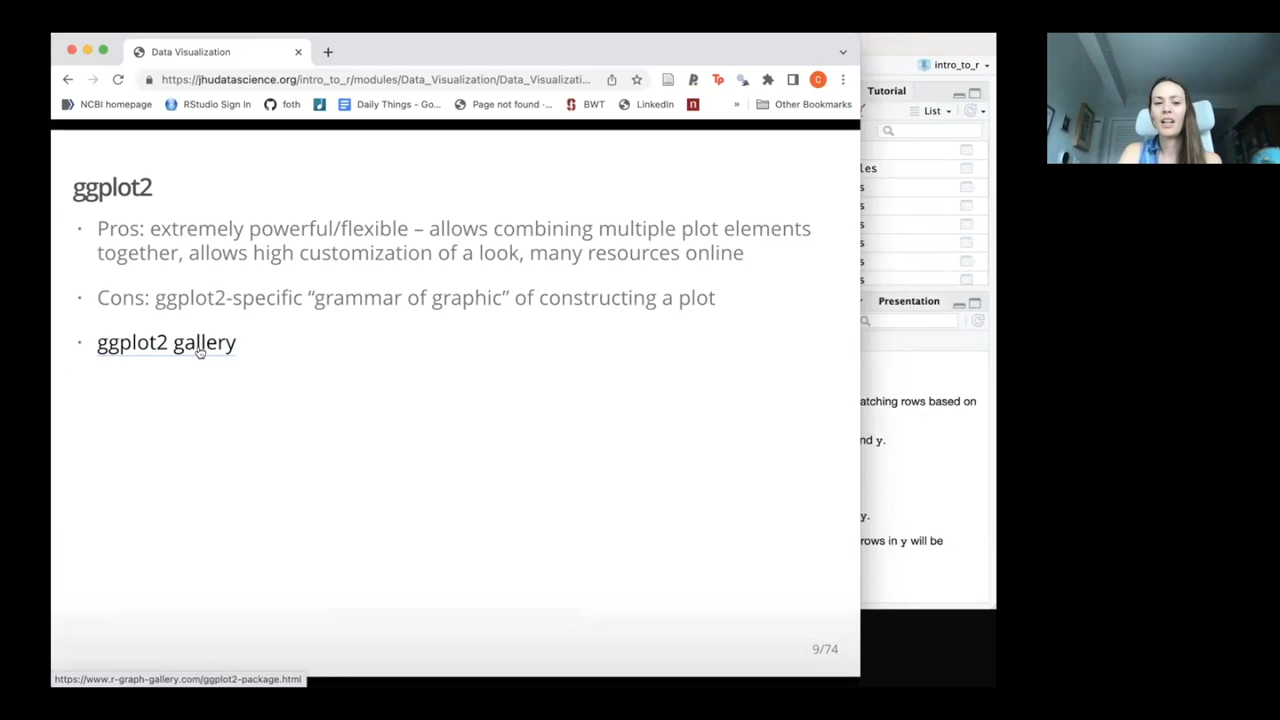 Data Visualization
https://jhudatascience.org/intro_to_r/modules/Data_Visualization/Data_Visualizati...
NCBI homepage RStudio Sign In foth Daily Things - Go... Page not found ·... BWT LinkedIn » Other Bookmarks
ggplot2
· Pros: extremely powerful/flexible – allows combining multiple plot elements
together, allows high customization of a look, many resources online
· Cons: ggplot2-specific “grammar of graphic” of constructing a plot
· ggplot2 gallery
9/74
https://www.r-graph-gallery.com/ggplot2-package.html
intro_to_r
Tutorial
List
les
s
s
s
s
s
s
Presentation
atching rows based on
nd y.
y.
rows in y will be